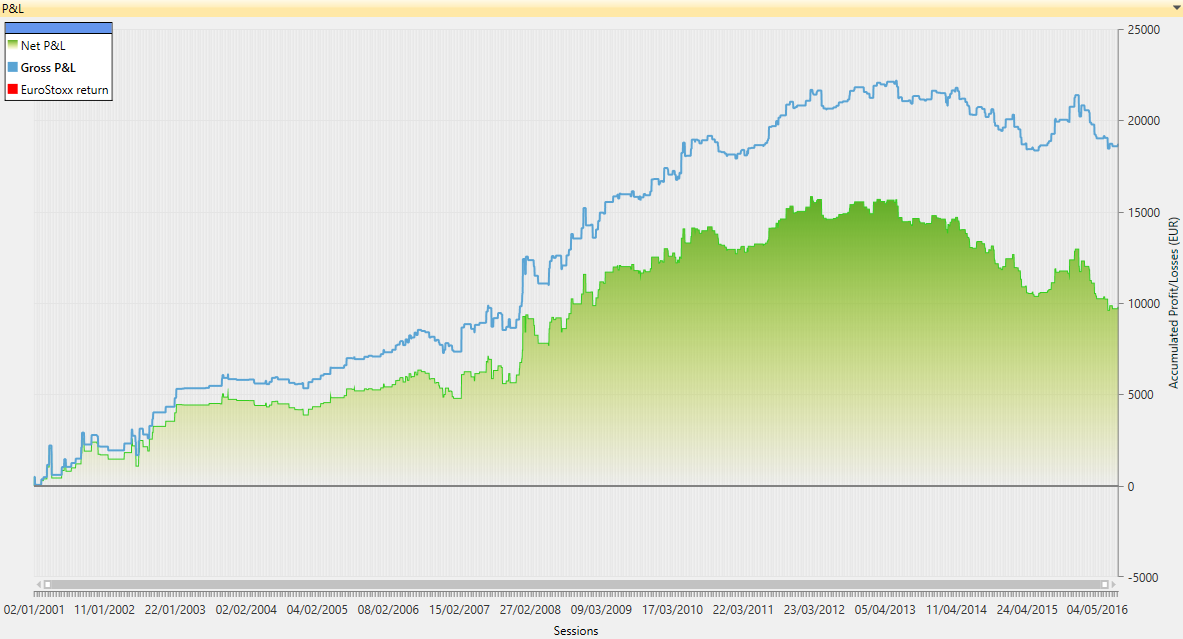 P&L
Net P&L
Gross P&L
EuroStoxx return
25000
20000
15000
10000
5000
0
-5000
Accumulated Profit/Losses (EUR)
02/01/2001 11/01/2002 22/01/2003 02/02/2004 04/02/2005 08/02/2006 15/02/2007 27/02/2008 09/03/2009 17/03/2010 22/03/2011 23/03/2012 05/04/2013 11/04/2014 24/04/2015 04/05/2016
Sessions